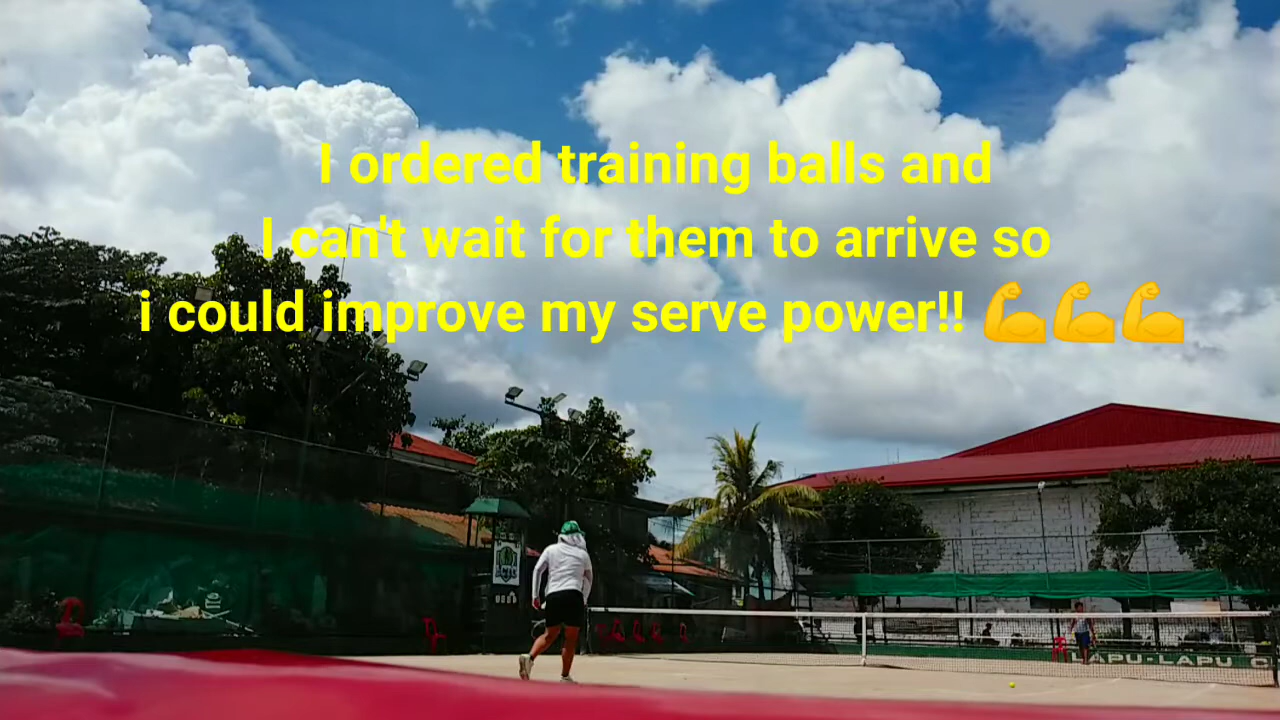 I ordered training balls and
I can't wait for them to arrive so
i could improve my serve power!! 💪💪💪
LAPU-LAPU C